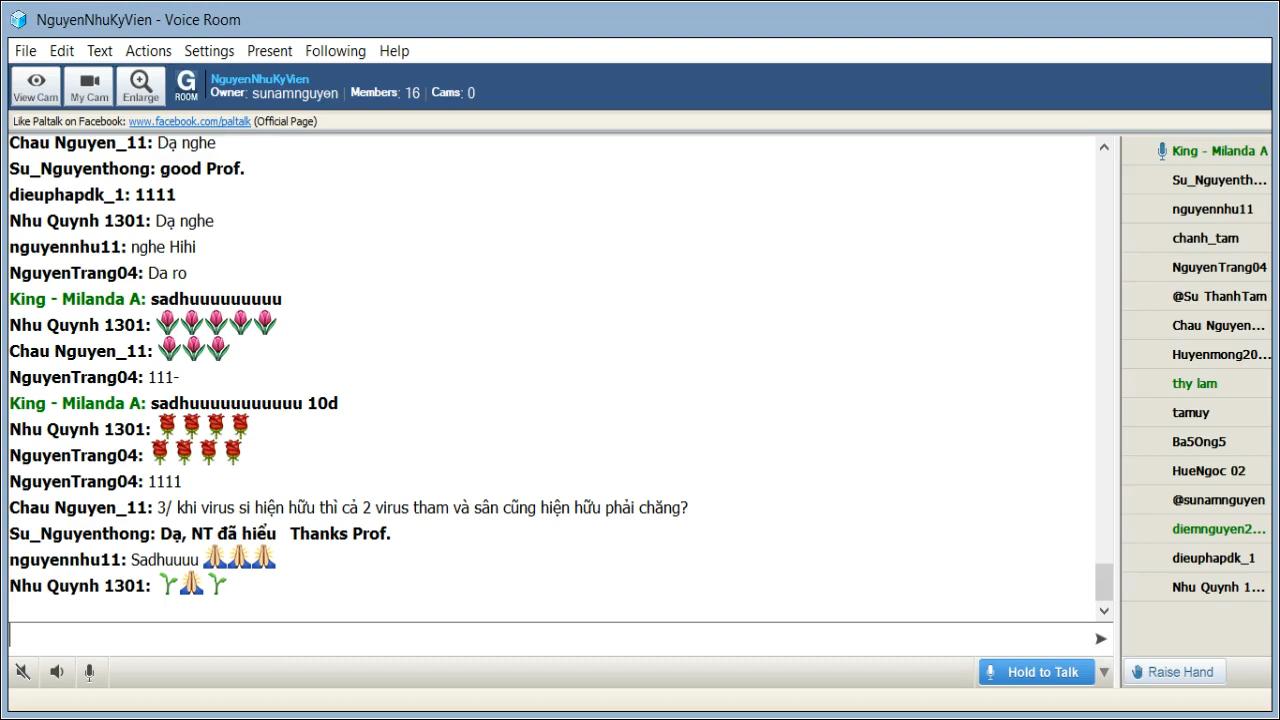 NguyenNhuKyVien - Voice Room
File Edit Text Actions Settings Present Following Help
View Cam My Cam Enlarge G ROOM
NguyenNhuKyVien
Owner: sunamnguyen | Members: 16 | Cams: 0
Like Paltalk on Facebook: www.facebook.com/paltalk (Official Page)
Chau Nguyen_11: Dạ nghe
Su_Nguyenthong: good Prof.
dieuphapdk_1: 1111
Nhu Quynh 1301: Dạ nghe
nguyennhu11: nghe Hihi
NguyenTrang04: Da ro
King - Milanda A: sadhuuuuuuuuu
Nhu Quynh 1301:
Chau Nguyen_11:
NguyenTrang04: 111-
King - Milanda A: sadhuuuuuuuuuuu 10d
Nhu Quynh 1301:
NguyenTrang04:
NguyenTrang04: 1111
Chau Nguyen_11: 3/ khi virus si hiện hữu thì cả 2 virus tham và sân cũng hiện hữu phải chăng?
Su_Nguyenthong: Dạ, NT đã hiểu Thanks Prof.
nguyennhu11: Sadhuuuu
Nhu Quynh 1301:
King - Milanda A
Su_Nguyenth...
nguyennhu11
chanh_tam
NguyenTrang04
@Su ThanhTam
Chau Nguyen...
Huyenmong20...
thy lam
tamuy
Ba5Ong5
HueNgoc 02
@sunamnguyen
diemnguyen2...
dieuphapdk_1
Nhu Quynh 1...
Hold to Talk
Raise Hand